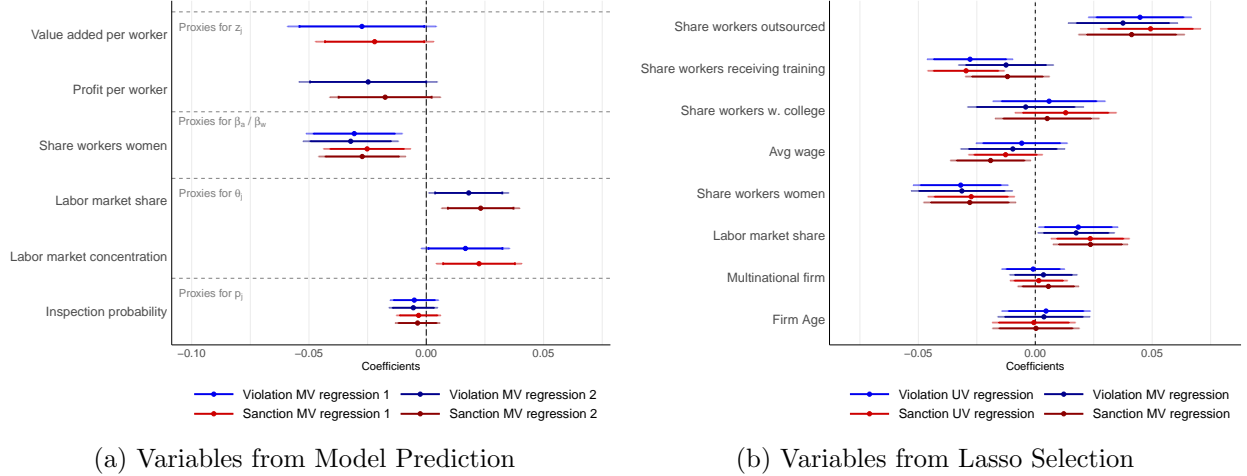 Proxies for zⱼ
Value added per worker
Profit per worker
Proxies for βₐ / β_w
Share workers women
Proxies for θⱼ
Labor market share
Labor market concentration
Proxies for pⱼ
Inspection probability
−0.10 −0.05 0.00 0.05
Coefficients
Violation MV regression 1 Violation MV regression 2
Sanction MV regression 1 Sanction MV regression 2
(a) Variables from Model Prediction
Share workers outsourced
Share workers receiving training
Share workers w. college
Avg wage
Share workers women
Labor market share
Multinational firm
Firm Age
−0.05 0.00 0.05
Coefficients
Violation UV regression Violation MV regression
Sanction UV regression Sanction MV regression
(b) Variables from Lasso Selection